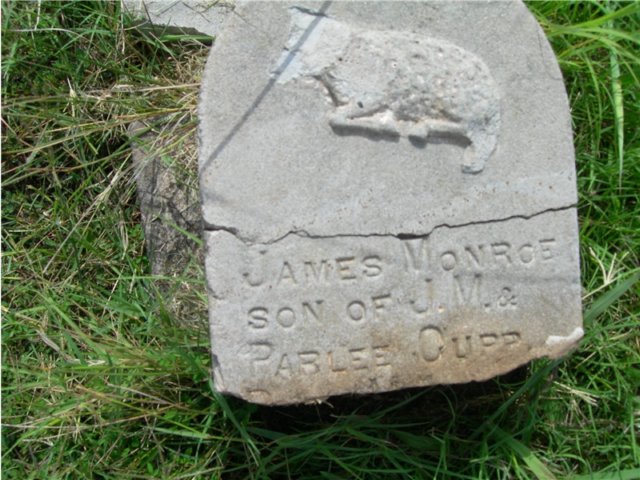 JAMES MONROE
SON OF J.M. &
PARLEE CUPP